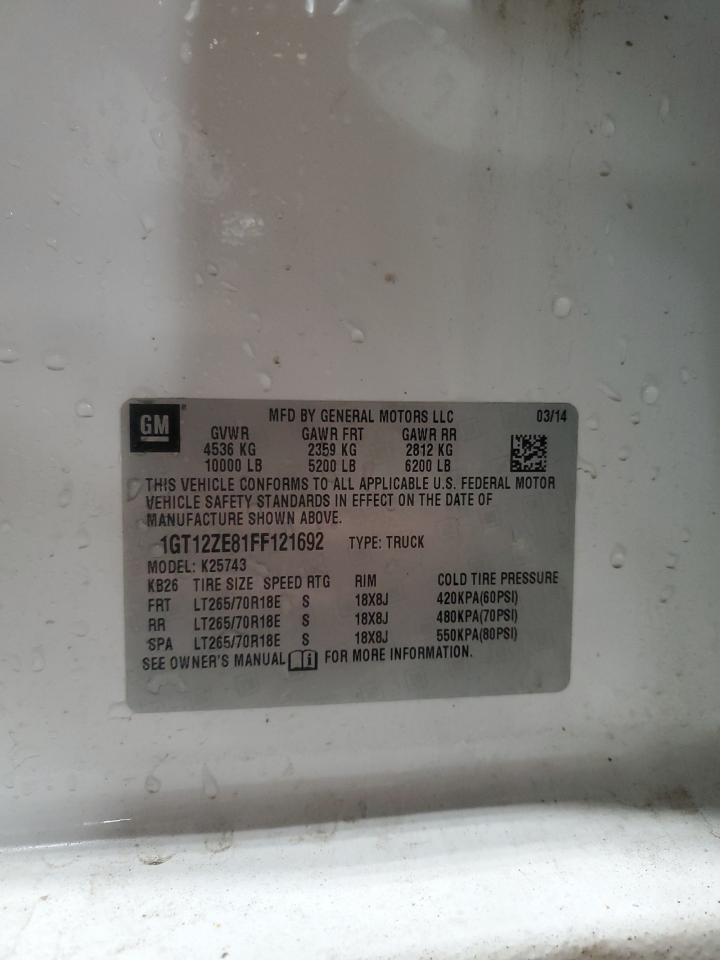 GM
MFD BY GENERAL MOTORS LLC 03/14
GVWR GAWR FRT GAWR RR
4536 KG 2359 KG 2812 KG
10000 LB 5200 LB 6200 LB
THIS VEHICLE CONFORMS TO ALL APPLICABLE U.S. FEDERAL MOTOR
VEHICLE SAFETY STANDARDS IN EFFECT ON THE DATE OF
MANUFACTURE SHOWN ABOVE.
1GT12ZE81FF121692 TYPE: TRUCK
MODEL: K25743
KB26 TIRE SIZE SPEED RTG RIM COLD TIRE PRESSURE
FRT LT265/70R18E S 18X8J 420KPA(60PSI)
RR LT265/70R18E S 18X8J 480KPA(70PSI)
SPA LT265/70R18E S 18X8J 550KPA(80PSI)
SEE OWNER'S MANUAL i FOR MORE INFORMATION.